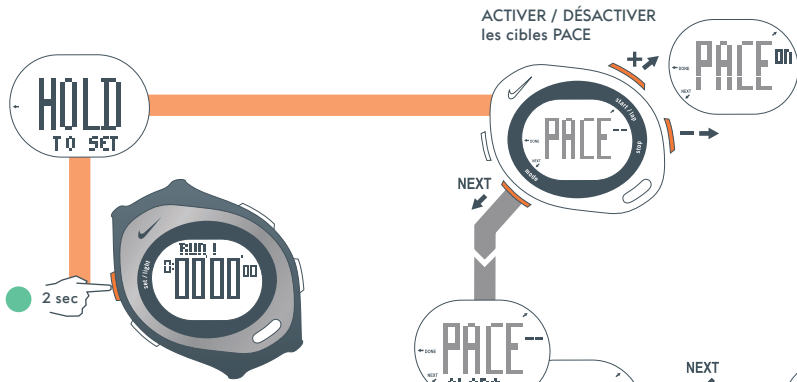 ACTIVER / DÉSACTIVER
les cibles PACE
HOLD
TO SET
PACE on
DONE
NEXT
PACE--
DONE
NEXT
start / lap
stop
mode
NEXT
RUN !
0:0000 00
set / light
2 sec
PACE--
DONE
NEXT
NEXT